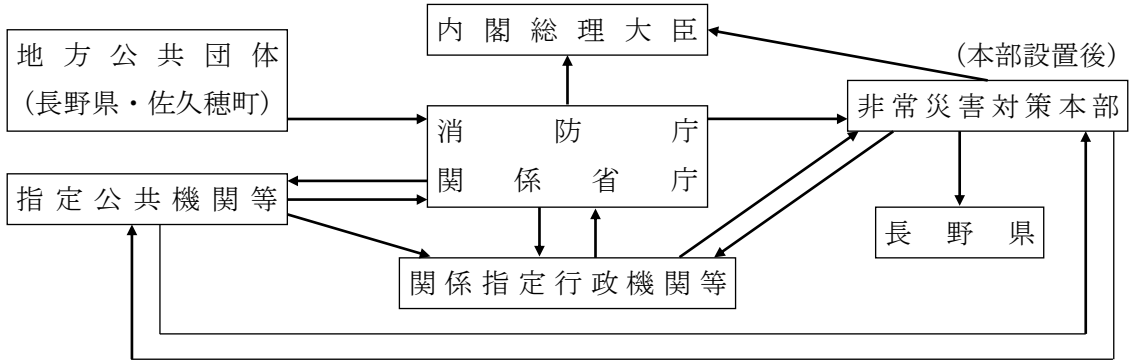 内閣総理大臣
地方公共団体
(長野県・佐久穂町)
(本部設置後)
非常災害対策本部
消防庁
関係省庁
指定公共機関等
長野県
関係指定行政機関等